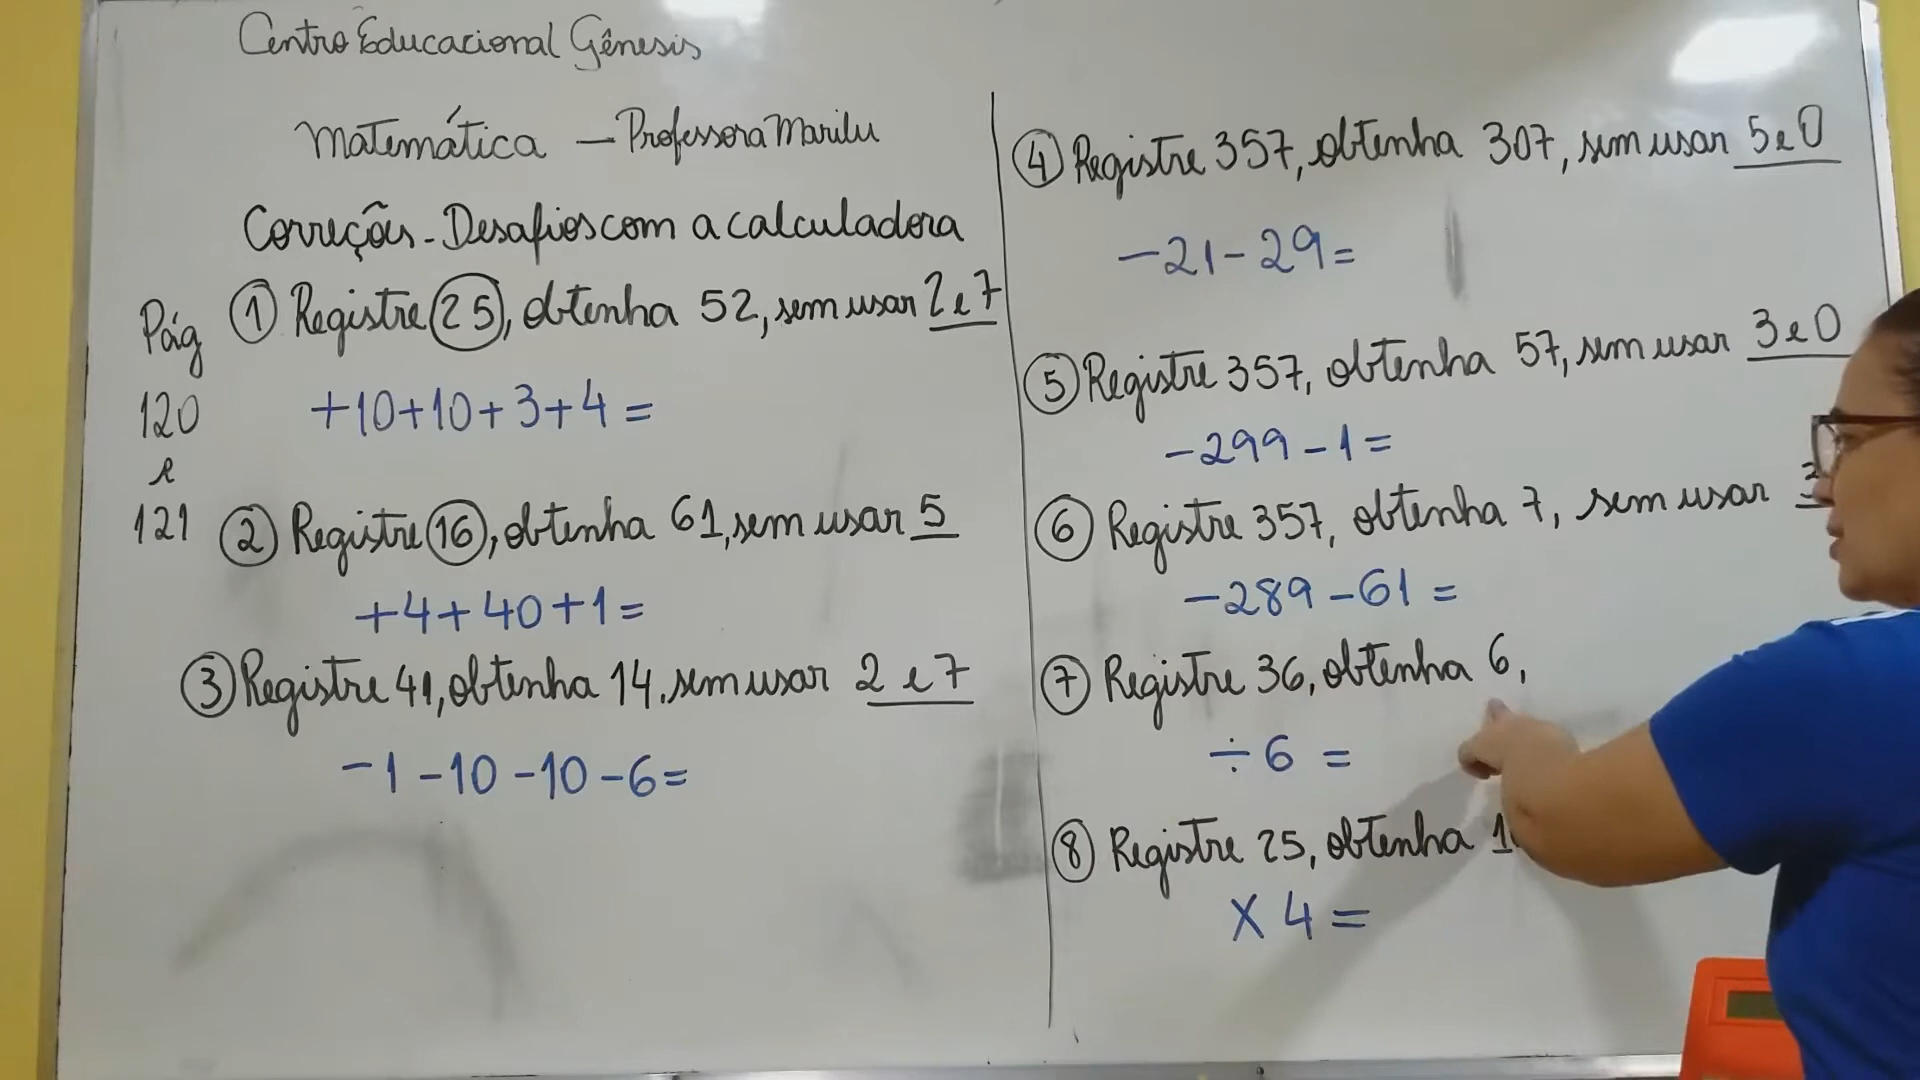 Centro Educacional Gênesis
Matemática - Professora Marilu
Correções - Desafios com a calculadora
Pág
120
e
121
① Registre 25, obtenha 52, sem usar 2 e 7
+10+10+3+4=
② Registre 16, obtenha 61, sem usar 5
+4+40+1=
③ Registre 41, obtenha 14. sem usar 2 e 7
-1-10-10-6=
④ Registre 357, obtenha 307, sem usar 5 e 0
-21-29=
⑤ Registre 357, obtenha 57, sem usar 3 e 0
-299-1=
⑥ Registre 357, obtenha 7, sem usar
-289-61=
⑦ Registre 36, obtenha 6,
÷6=
⑧ Registre 25, obtenha
X4=